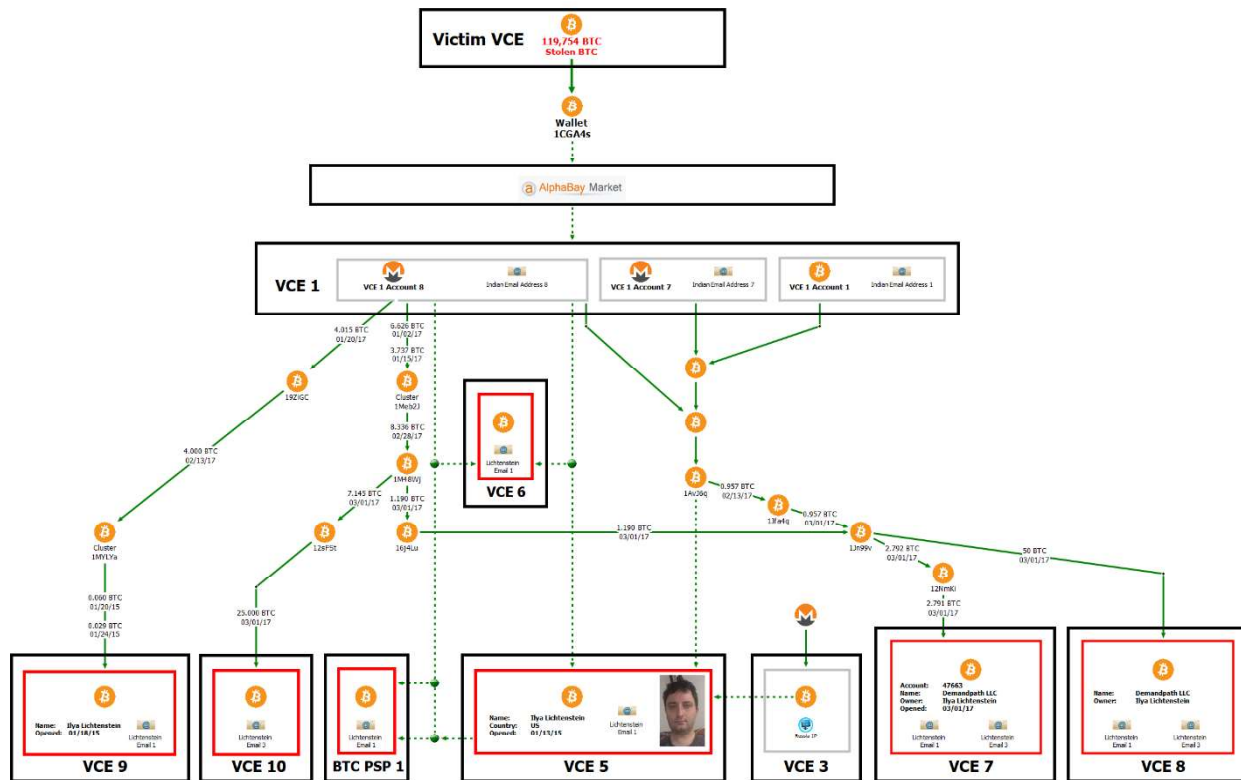 Victim VCE
119,754 BTC
Stolen BTC
Wallet
1CGA4s
AlphaBay Market
VCE 1
VCE 1 Account 8
Indian Email Address 8
VCE 1 Account 7
Indian Email Address 7
VCE 1 Account 1
Indian Email Address 1
4.015 BTC
01/20/17
6.626 BTC
01/02/17
3.737 BTC
01/15/17
19ZiGC
Cluster
1Meb2J
8.336 BTC
02/28/17
4.000 BTC
02/13/17
Lichtenstein
Email 1
VCE 6
1M48Wj
7.145 BTC
03/01/17
1.190 BTC
03/01/17
1AvJ6q
0.957 BTC
02/13/17
0.957 BTC
03/01/17
Cluster
1MYLYa
12sFSt
16j4Lu
1.190 BTC
03/01/17
1Jn99v
2.792 BTC
03/01/17
50 BTC
03/01/17
12NmKi
0.060 BTC
01/20/15
0.029 BTC
01/24/15
25.000 BTC
03/01/17
2.791 BTC
03/01/17
Name: Ilya Lichtenstein
Opened: 01/18/15
Lichtenstein
Email 1
VCE 9
Lichtenstein
Email 3
VCE 10
Lichtenstein
Email 1
BTC PSP 1
Name: Ilya Lichtenstein
Country: US
Opened: 01/13/15
Lichtenstein
Email 1
VCE 5
Russia IP
VCE 3
Account: 47663
Name: Demandpath LLC
Owner: Ilya Lichtenstein
Opened: 03/01/17
Lichtenstein
Email 1
Lichtenstein
Email 3
VCE 7
Name: Demandpath LLC
Owner: Ilya Lichtenstein
Lichtenstein
Email 1
Lichtenstein
Email 3
VCE 8